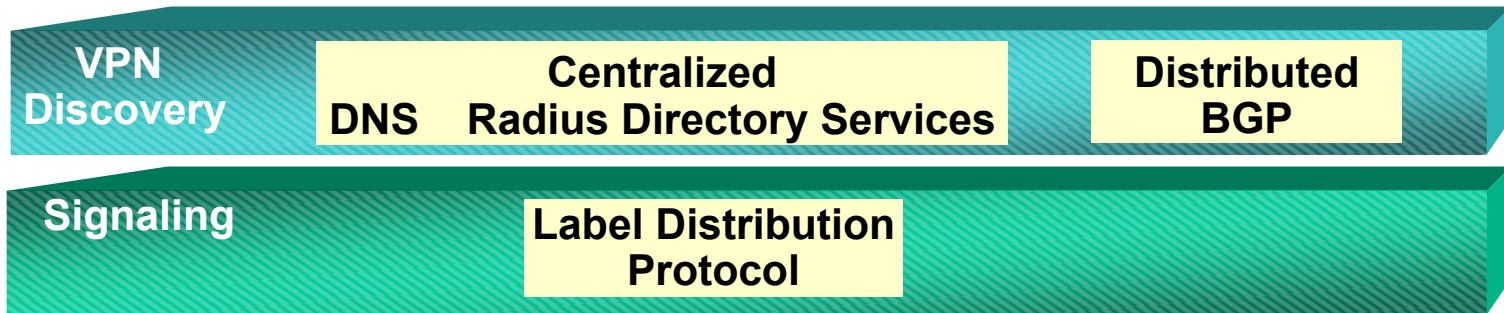 VPN
Discovery
Centralized
DNS Radius Directory Services
Distributed
BGP
Signaling
Label Distribution
Protocol